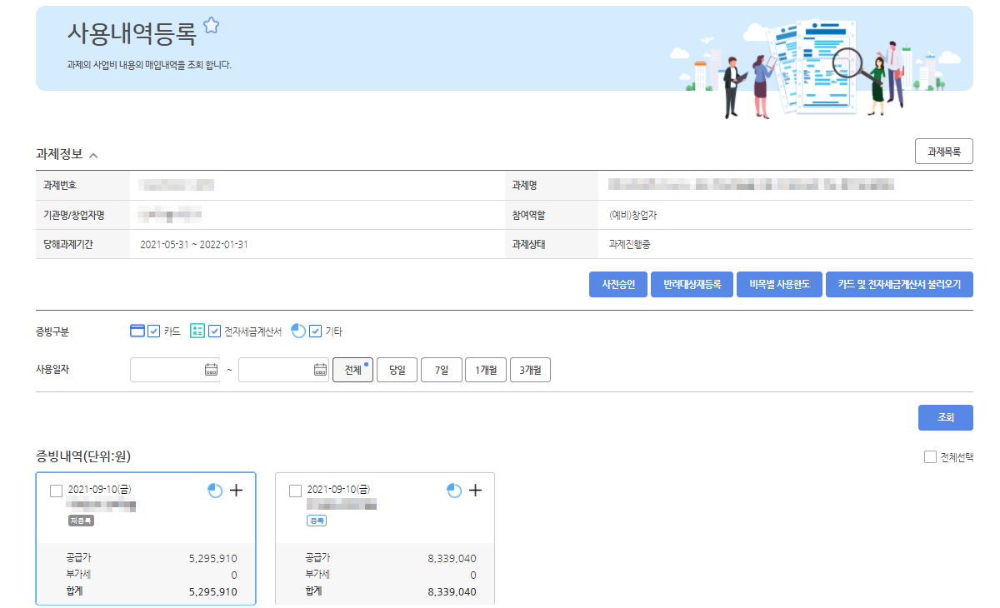 사용내역등록
과제의 사업비 내용의 매입내역을 조회 합니다.
과제정보
과제목록
과제번호 과제명
기관명/창업자명 참여역할 (예비)창업자
당해과제기간 2021-05-31 ~ 2022-01-31 과제상태 과제진행중
사전승인 반려대상재등록 비목별 사용한도 카드 및 전자세금계산서 불러오기
증빙구분 카드 전자세금계산서 기타
사용일자 ~ 전체 당일 7일 1개월 3개월
조회
증빙내역(단위:원) 전체선택
2021-09-10(금) 2021-09-10(금)
재등록 등록
공급가 5,295,910 공급가 8,339,040
부가세 0 부가세 0
합계 5,295,910 합계 8,339,040